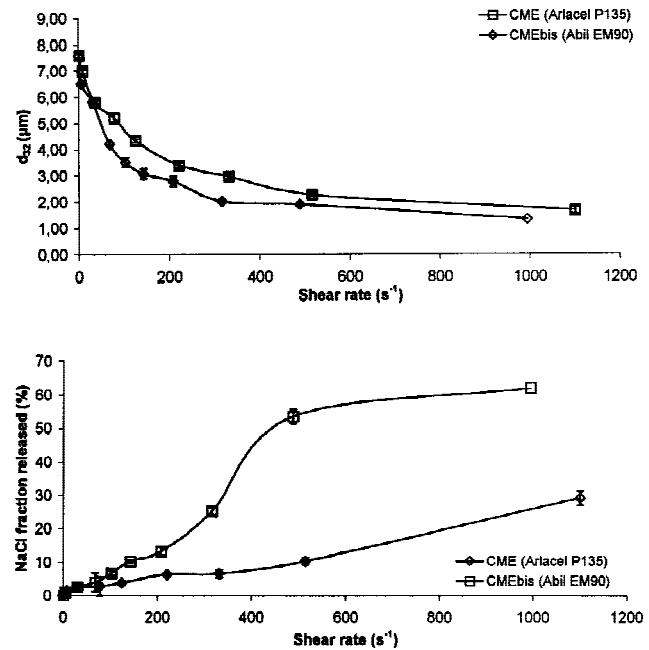 CME (Arlacel P135)
CMEbis (Abil EM90)
9,00
8,00
7,00
6,00
5,00
4,00
3,00
2,00
1,00
0,00
d32 (µm)
0 200 400 600 800 1000 1200
Shear rate (s-1)
70
60
50
40
30
20
10
0
NaCl fraction released (%)
CME (Arlacel P135)
CMEbis (Abil EM90)
0 200 400 600 800 1000 1200
Shear rate (s-1)